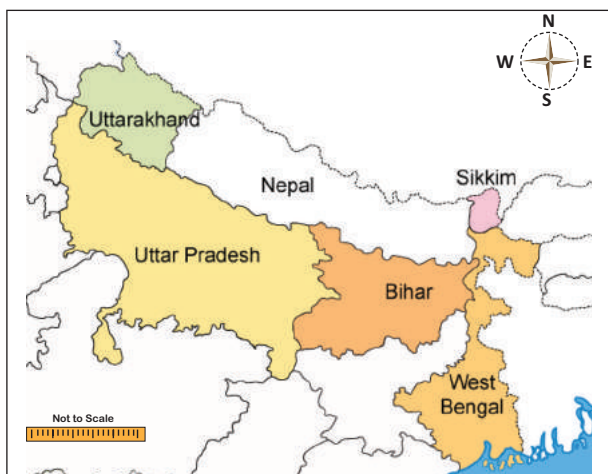 N
W E
S
Uttarakhand
Nepal
Sikkim
Uttar Pradesh
Bihar
West
Bengal
Not to Scale